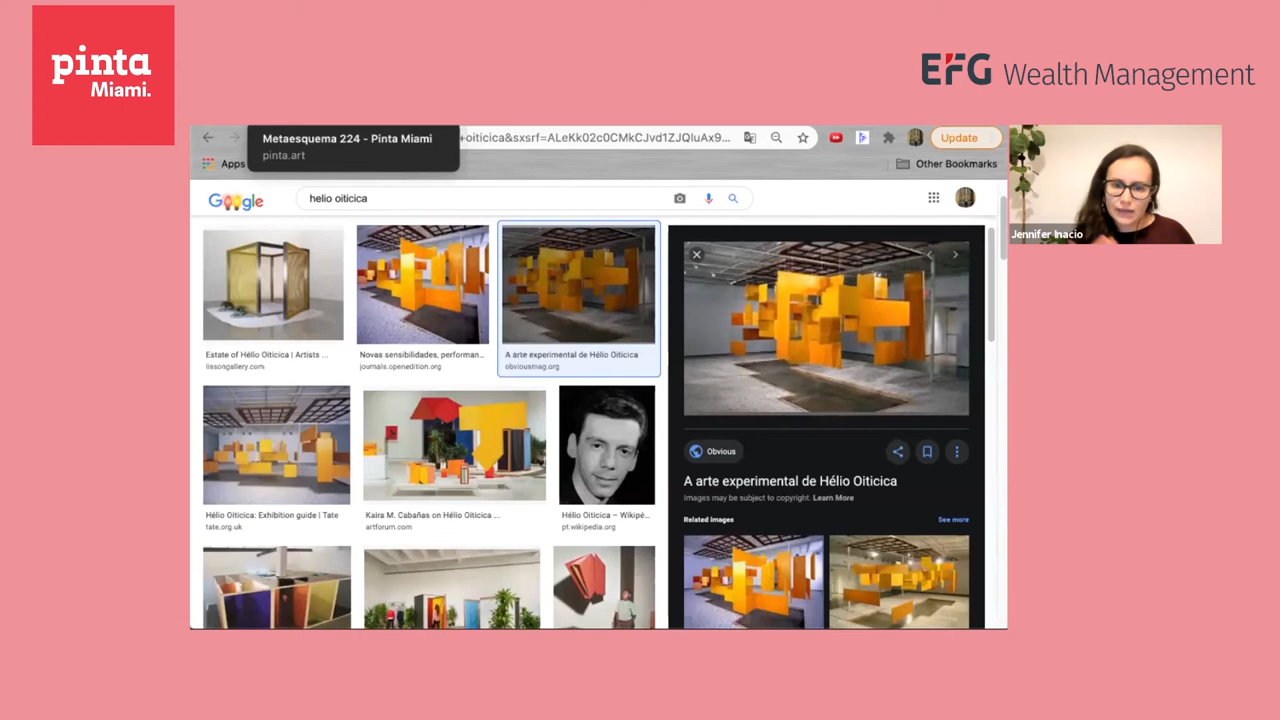 pinta
Miami.
EFG Wealth Management
Metaesquema 224 - Pinta Miami
pinta.art
+oiticica&sxsrf=ALeKk02c0CMkCJvd1ZJQluAx9...
Update
Apps
Other Bookmarks
Google
helio oiticica
Jennifer Inacio
Estate of Hélio Oiticica | Artists ...
lissongallery.com
Novas sensibilidades, performan...
journals.openedition.org
A arte experimental de Hélio Oiticica
obviousmag.org
Hélio Oiticica: Exhibition guide | Tate
tate.org.uk
Kaira M. Cabañas on Hélio Oiticica ...
artforum.com
Hélio Oiticica – Wikipé...
pt.wikipedia.org
Obvious
A arte experimental de Hélio Oiticica
Images may be subject to copyright. Learn More
Related images
See more